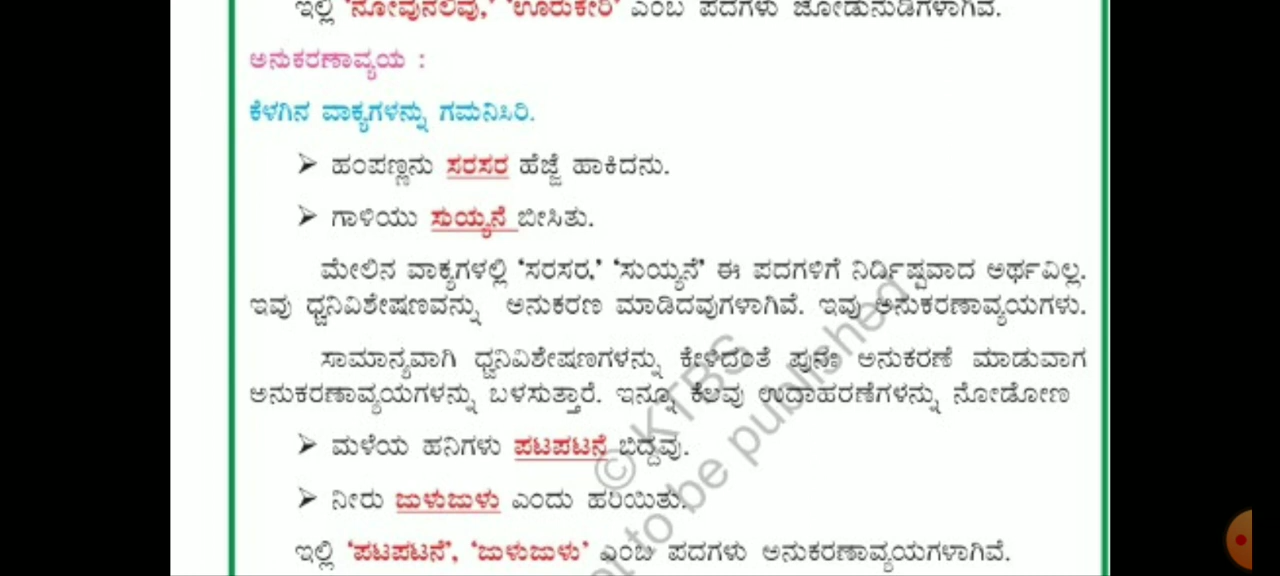 ಇಲ್ಲಿ 'ನೋವುನಲಿವು,' 'ಊರುಕೇರಿ' ಎಂಬ ಪದಗಳು ಜೋಡುನುಡಿಗಳಾಗಿವೆ.
ಅನುಕರಣಾವ್ಯಯ :
ಕೆಳಗಿನ ವಾಕ್ಯಗಳನ್ನು ಗಮನಿಸಿರಿ.
➤ ಹಂಪಣ್ಣನು ಸರಸರ ಹೆಜ್ಜೆ ಹಾಕಿದನು.
➤ ಗಾಳಿಯು ಸುಯ್ಯನೆ ಬೀಸಿತು.
ಮೇಲಿನ ವಾಕ್ಯಗಳಲ್ಲಿ 'ಸರಸರ,' 'ಸುಯ್ಯನೆ' ಈ ಪದಗಳಿಗೆ ನಿರ್ಡಿಷ್ಟವಾದ ಅರ್ಥವಿಲ್ಲ.
ಇವು ಧ್ವನಿವಿಶೇಷಣವನ್ನು ಅನುಕರಣ ಮಾಡಿದವುಗಳಾಗಿವೆ. ಇವು ಅನುಕರಣಾವ್ಯಯಗಳು.
ಸಾಮಾನ್ಯವಾಗಿ ಧ್ವನಿವಿಶೇಷಣಗಳನ್ನು ಕೇಳಿದಂತೆ ಪುನಃ ಅನುಕರಣೆ ಮಾಡುವಾಗ
ಅನುಕರಣಾವ್ಯಯಗಳನ್ನು ಬಳಸುತ್ತಾರೆ. ಇನ್ನೂ ಕೆಲವು ಉದಾಹರಣೆಗಳನ್ನು ನೋಡೋಣ
➤ ಮಳೆಯ ಹನಿಗಳು ಪಟಪಟನೆ ಬಿದ್ದವು.
➤ ನೀರು ಜುಳುಜುಳು ಎಂದು ಹರಿಯಿತು.
ಇಲ್ಲಿ 'ಪಟಪಟನೆ', 'ಜುಳುಜುಳು' ಎಂಬ ಪದಗಳು ಅನುಕರಣಾವ್ಯಯಗಳಾಗಿವೆ.
© KTBS
to be published